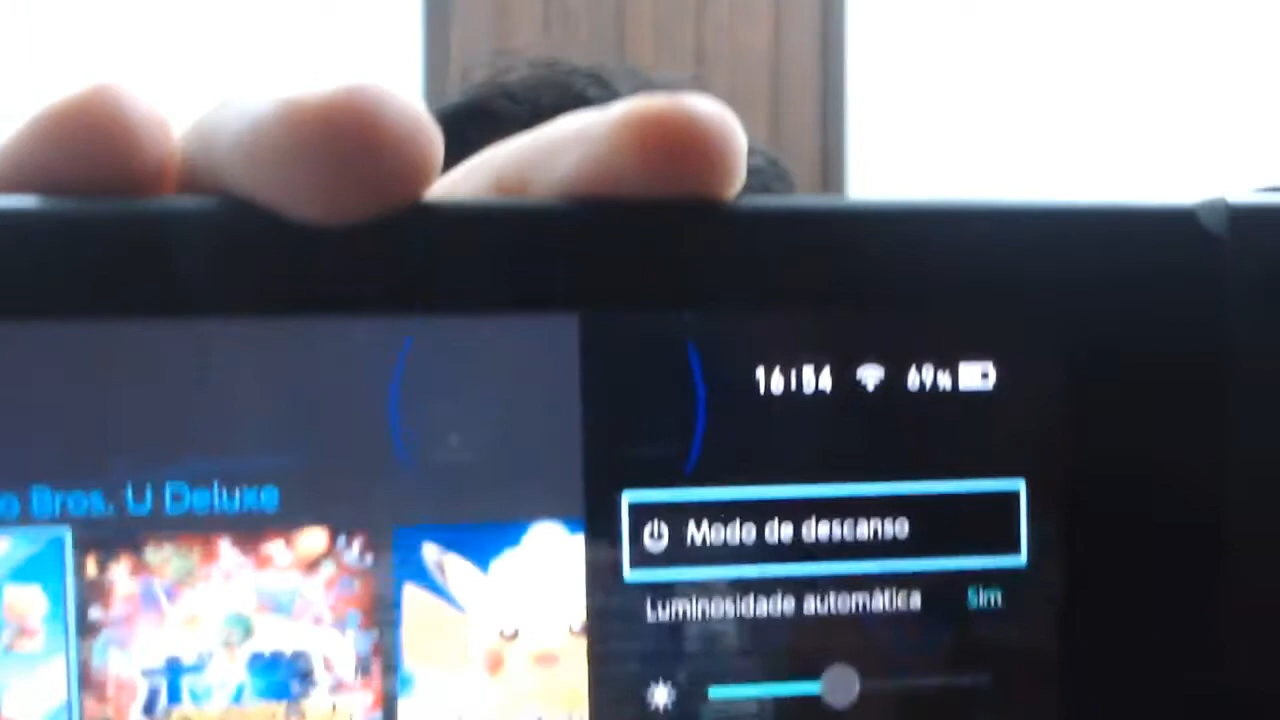 16:54 69%
o Bros. U Deluxe
Modo de descanso
Luminosidade automática Sim